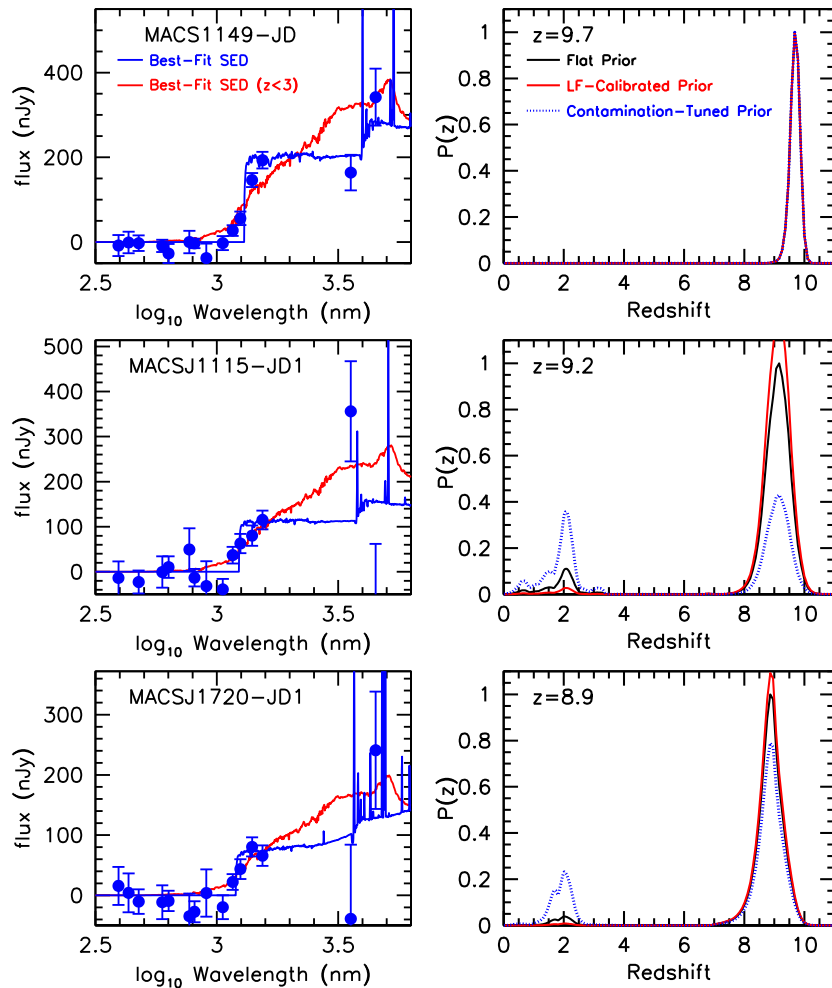 MACS1149-JD
Best-Fit SED
Best-Fit SED (z<3)
flux (nJy)
400
200
0
2.5
3
3.5
log₁₀ Wavelength (nm)
z=9.7
Flat Prior
LF-Calibrated Prior
Contamination-Tuned Prior
P(z)
1
0.8
0.6
0.4
0.2
0
0
2
4
6
8
10
Redshift
MACSJ1115-JD1
flux (nJy)
500
400
300
200
100
0
2.5
3
3.5
log₁₀ Wavelength (nm)
z=9.2
P(z)
1
0.8
0.6
0.4
0.2
0
0
2
4
6
8
10
Redshift
MACSJ1720-JD1
flux (nJy)
300
200
100
0
2.5
3
3.5
log₁₀ Wavelength (nm)
z=8.9
P(z)
1
0.8
0.6
0.4
0.2
0
0
2
4
6
8
10
Redshift